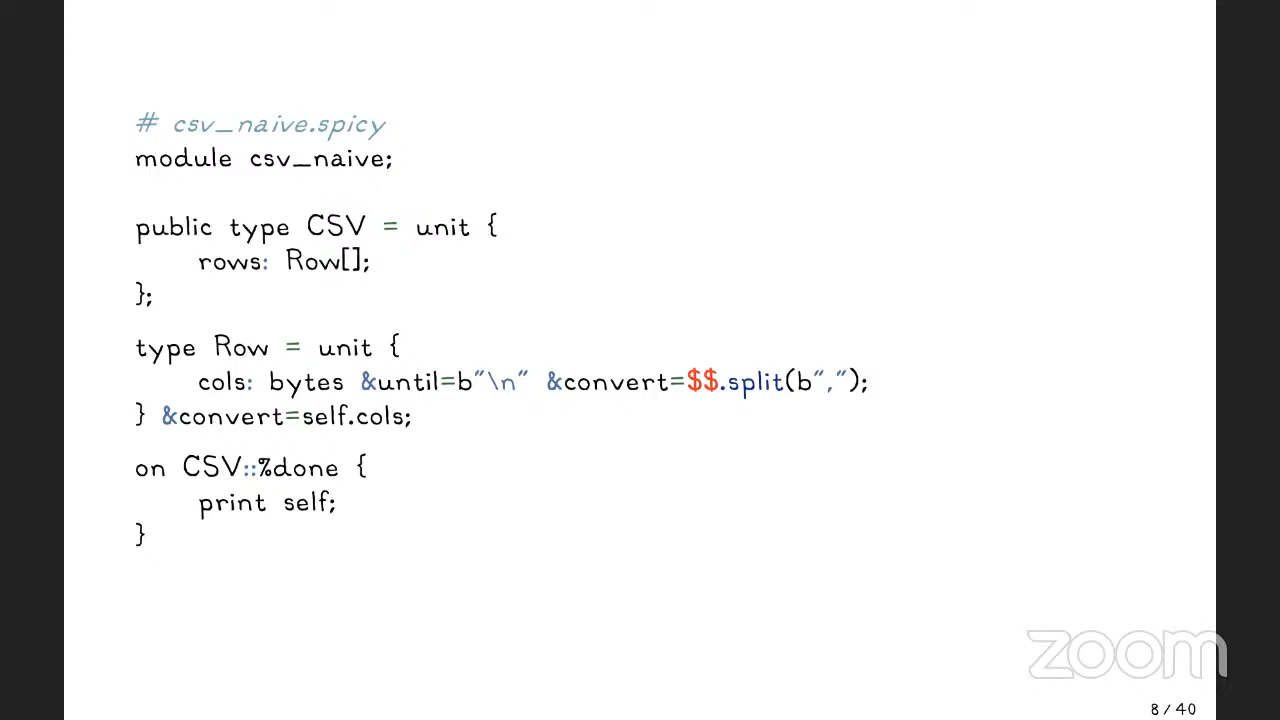 # csv_naive.spicy
module csv_naive;
public type CSV = unit {
rows: Row[];
};
type Row = unit {
cols: bytes &until=b"\n" &convert=$$.split(b",");
} &convert=self.cols;
on CSV::%done {
print self;
}
zoom
8 / 40